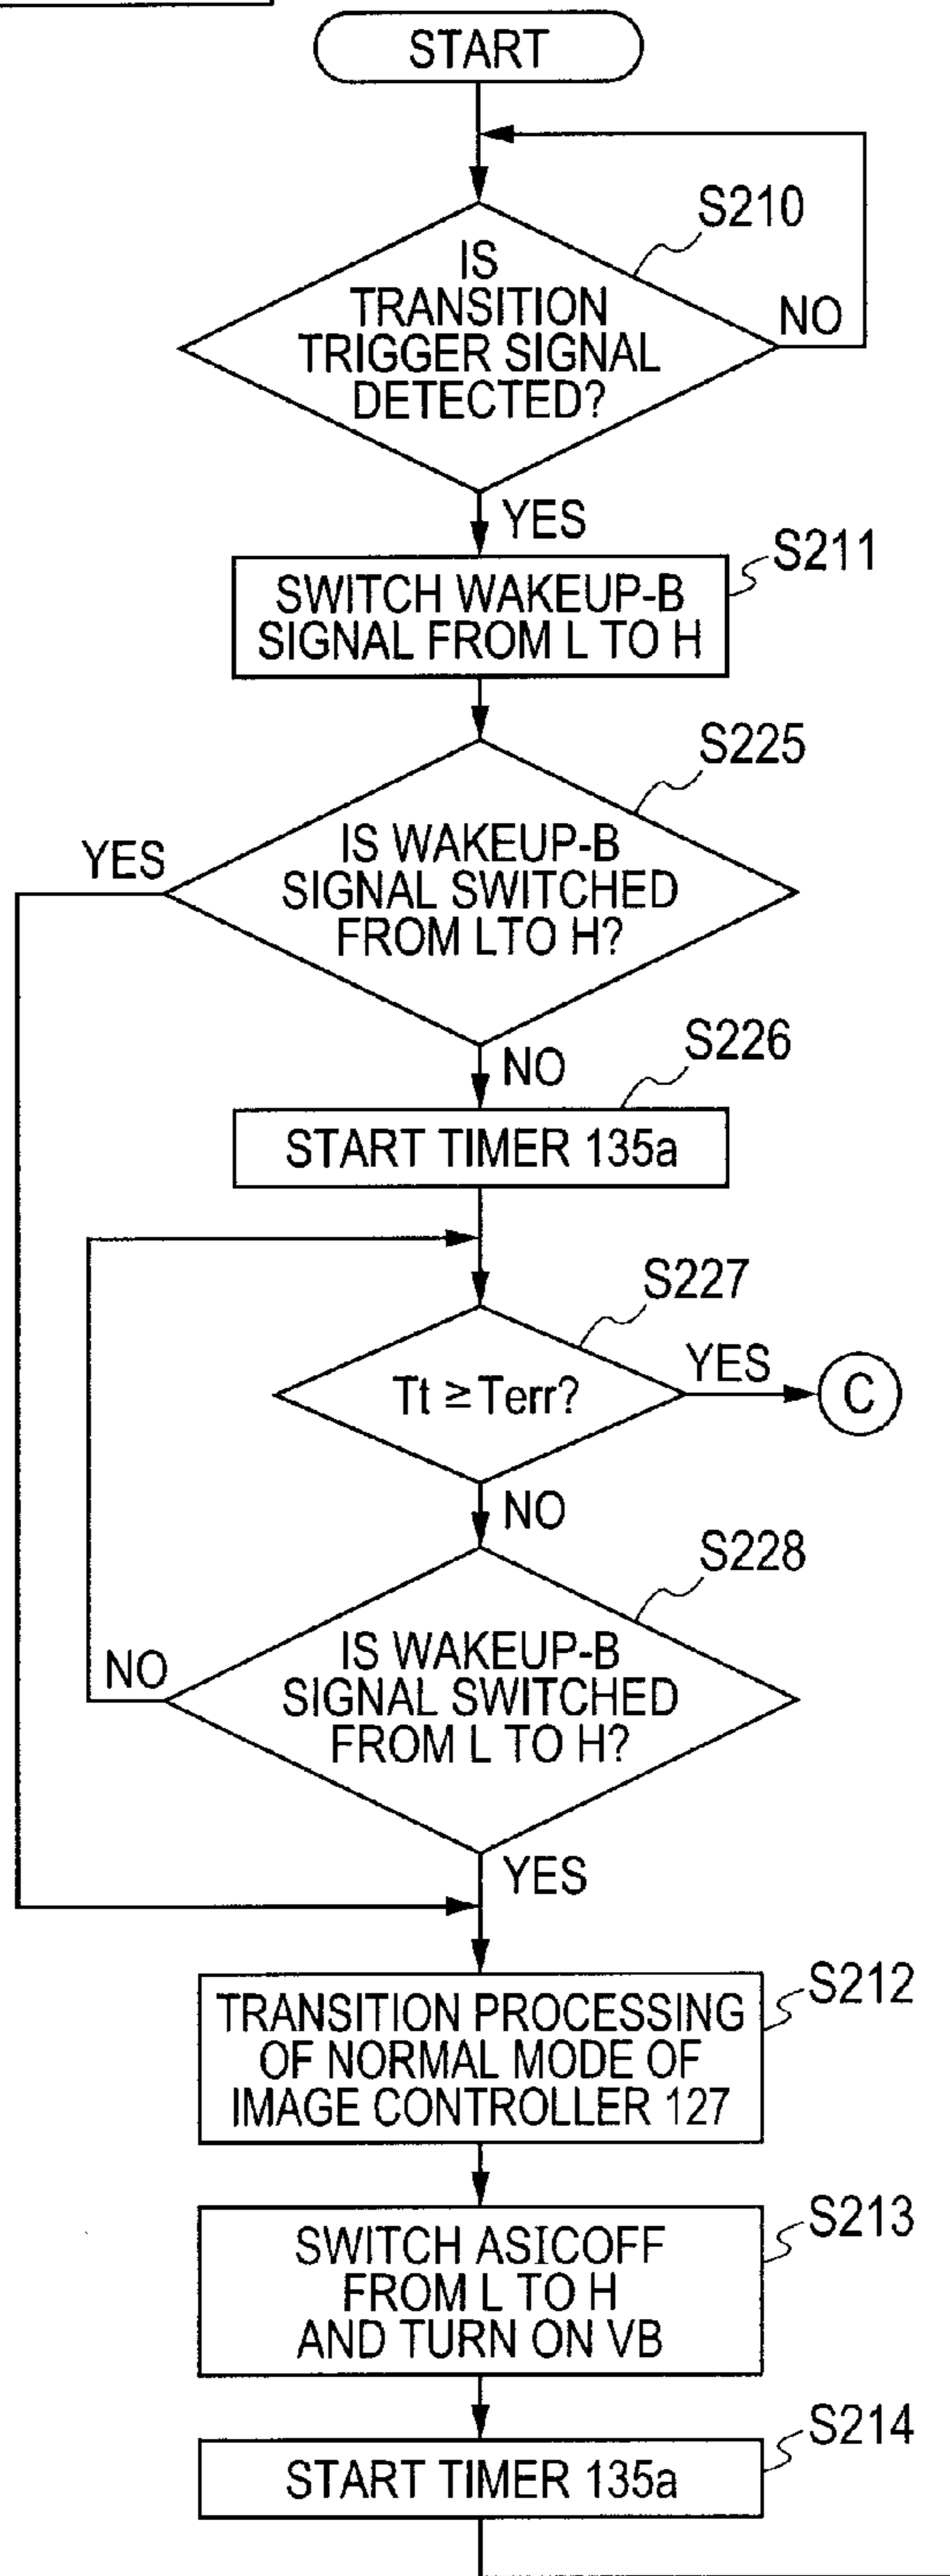 START
S210
IS
TRANSITION
TRIGGER SIGNAL
DETECTED?
NO
YES
S211
SWITCH WAKEUP-B
SIGNAL FROM L TO H
S225
YES
IS WAKEUP-B
SIGNAL SWITCHED
FROM LTO H?
NO
S226
START TIMER 135a
S227
Tt ≥ Terr?
YES
C
NO
S228
NO
IS WAKEUP-B
SIGNAL SWITCHED
FROM L TO H?
YES
S212
TRANSITION PROCESSING
OF NORMAL MODE OF
IMAGE CONTROLLER 127
S213
SWITCH ASICOFF
FROM L TO H
AND TURN ON VB
S214
START TIMER 135a